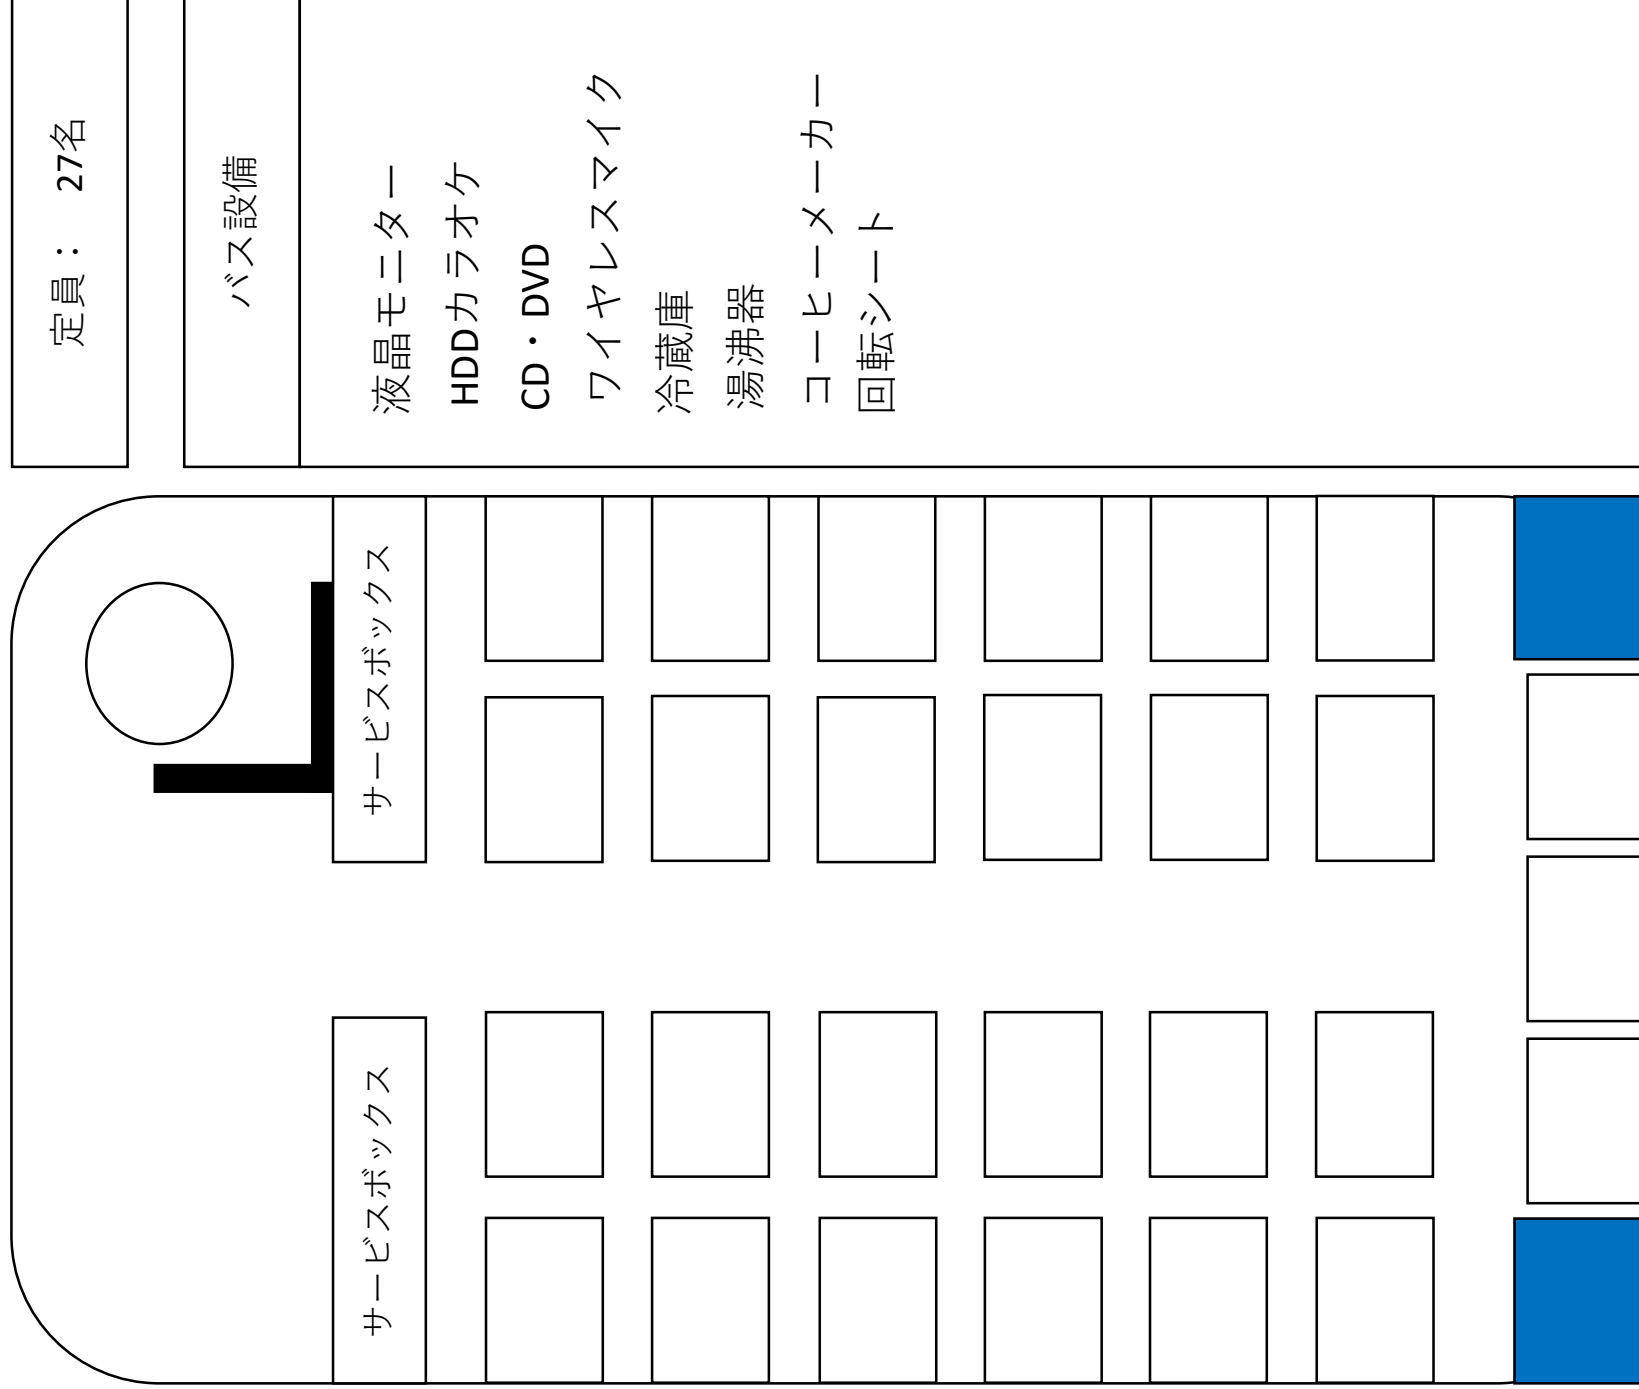 定員： 27名
バス設備
液晶モニター
HDDカラオケ
CD・DVD
ワイヤレスマイク
冷蔵庫
湯沸器
コーヒーメーカー
回転シート
サービスボックス
サービスボックス